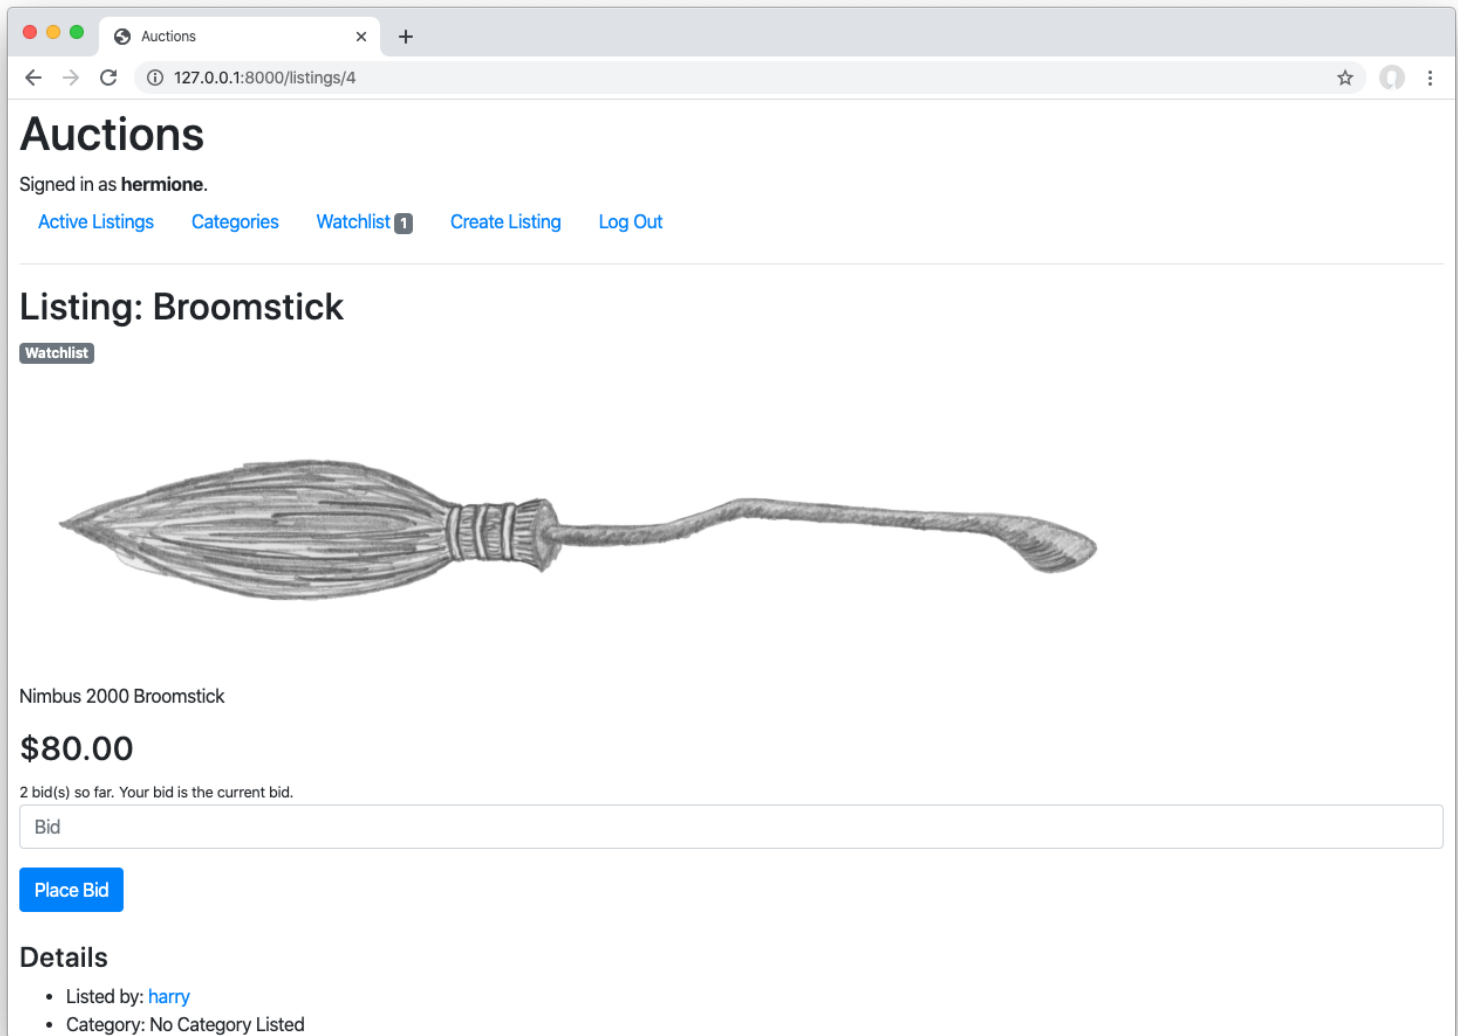 Auctions
127.0.0.1:8000/listings/4
Auctions
Signed in as hermione.
Active Listings Categories Watchlist 1 Create Listing Log Out
Listing: Broomstick
Watchlist
Nimbus 2000 Broomstick
$80.00
2 bid(s) so far. Your bid is the current bid.
Bid
Place Bid
Details
• Listed by: harry
• Category: No Category Listed